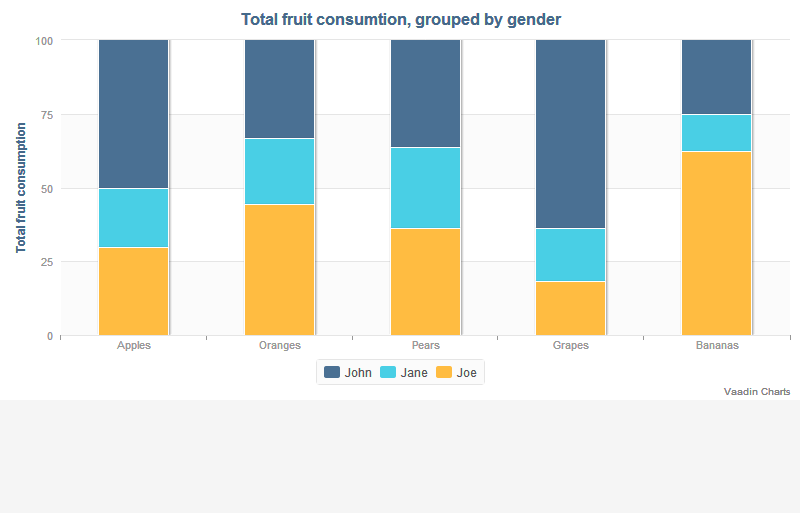 Total fruit consumtion, grouped by gender
Total fruit consumption
100
75
50
25
0
Apples Oranges Pears Grapes Bananas
John Jane Joe
Vaadin Charts